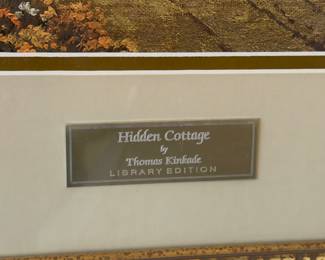 Hidden Cottage
by
Thomas Kinkade
LIBRARY EDITION